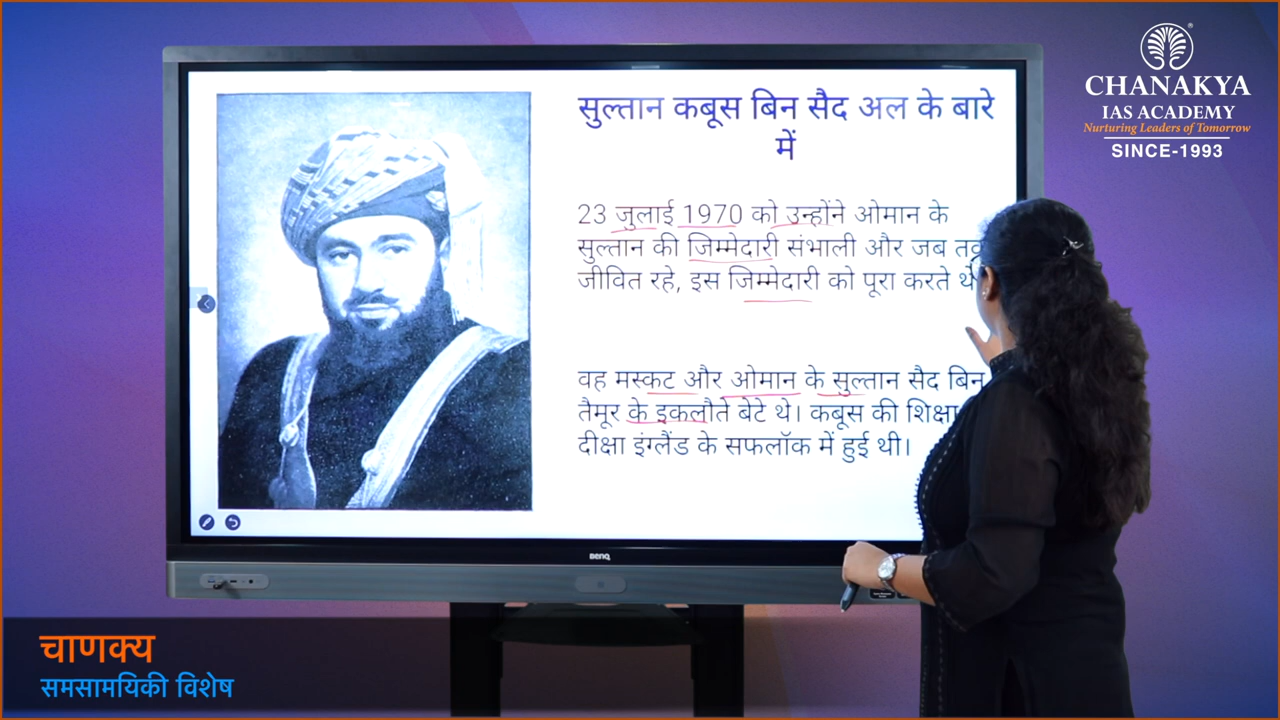 CHANAKYA
IAS ACADEMY
Nurturing Leaders of Tomorrow
SINCE-1993
सुल्तान कबूस बिन सैद अल के बारे
में
23 जुलाई 1970 को उन्होंने ओमान के
सुल्तान की जिम्मेदारी संभाली और जब
जीवित रहे, इस जिम्मेदारी को पूरा करते थे
वह मस्कट और ओमान के सुल्तान सैद बिन
तैमूर के इकलौते बेटे थे। कबूस की शिक्षा
दीक्षा इंग्लैंड के सफलॉक में हुई थी।
BenQ
चाणक्य
समसामयिकी विशेष